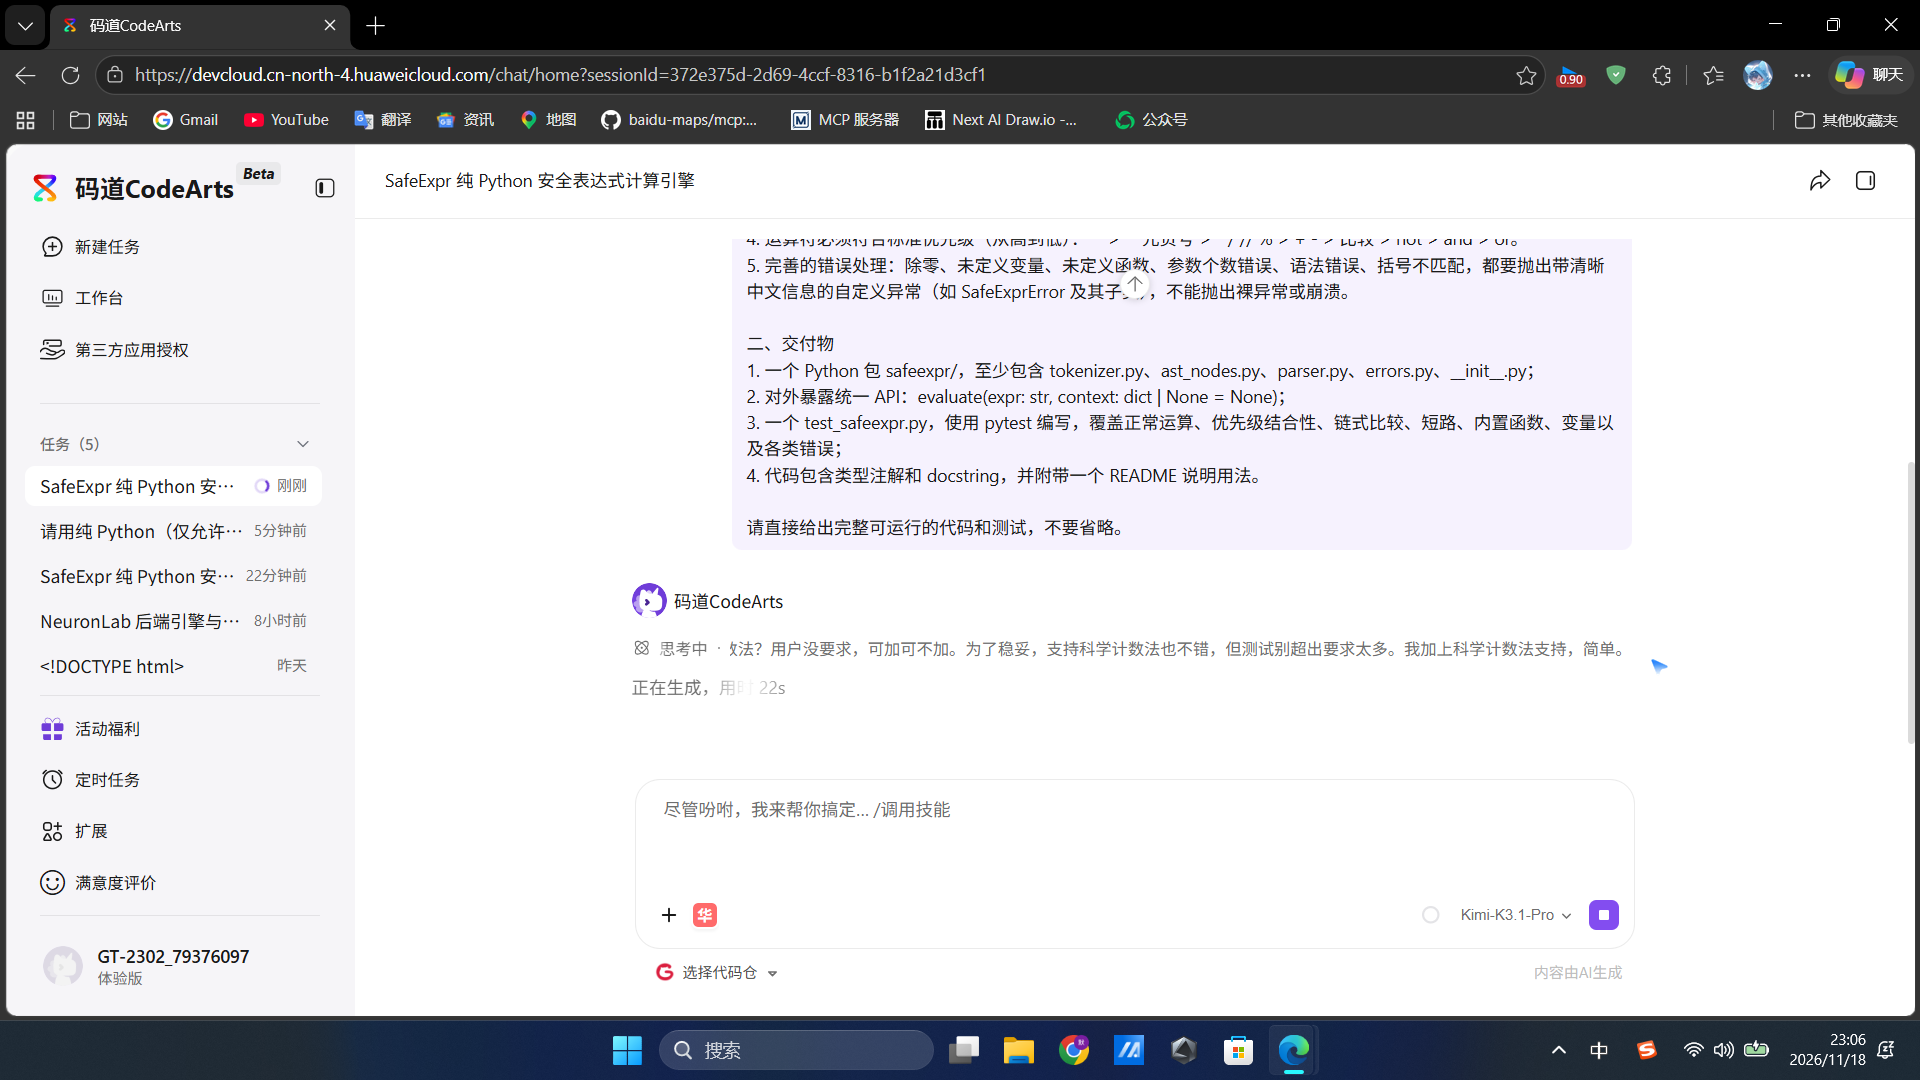 码道CodeArts
https://devcloud.cn-north-4.huaweicloud.com/chat/home?sessionId=372e375d-2d69-4ccf-8316-b1f2a21d3cf1
0.90
聊天
网站
Gmail
YouTube
翻译
资讯
地图
baidu-maps/mcp:...
MCP 服务器
Next AI Draw.io -...
公众号
其他收藏夹
码道CodeArts
Beta
新建任务
工作台
第三方应用授权
任务（5）
SafeExpr 纯 Python 安… 刚刚
请用纯 Python（仅允许… 5分钟前
SafeExpr 纯 Python 安… 22分钟前
NeuronLab 后端引擎与… 8小时前
<!DOCTYPE html> 昨天
活动福利
定时任务
扩展
满意度评价
GT-2302_79376097
体验版
SafeExpr 纯 Python 安全表达式计算引擎
5. 完善的错误处理：除零、未定义变量、未定义函数、参数个数错误、语法错误、括号不匹配，都要抛出带清晰
中文信息的自定义异常（如 SafeExprError 及其子 ，不能抛出裸异常或崩溃。
二、交付物
1. 一个 Python 包 safeexpr/，至少包含 tokenizer.py、ast_nodes.py、parser.py、errors.py、__init__.py；
2. 对外暴露统一 API：evaluate(expr: str, context: dict | None = None)；
3. 一个 test_safeexpr.py，使用 pytest 编写，覆盖正常运算、优先级结合性、链式比较、短路、内置函数、变量以
及各类错误；
4. 代码包含类型注解和 docstring，并附带一个 README 说明用法。
请直接给出完整可运行的代码和测试，不要省略。
码道CodeArts
思考中 · 数法？用户没要求，可加可不加。为了稳妥，支持科学计数法也不错，但测试别超出要求太多。我加上科学计数法支持，简单。
正在生成，用时 22s
尽管吩咐，我来帮你搞定... /调用技能
华
Kimi-K3.1-Pro
选择代码仓
内容由AI生成
搜索
中
23:06
2026/11/18